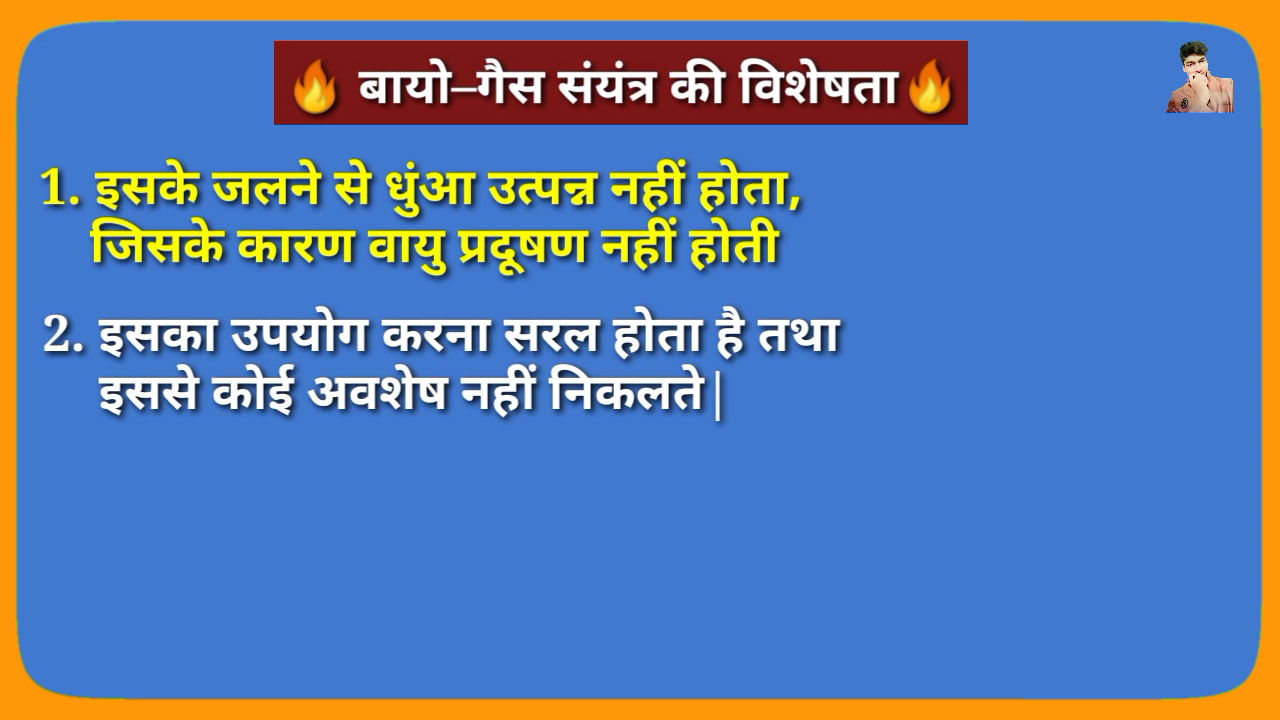 🔥 बायो–गैस संयंत्र की विशेषता🔥
1. इसके जलने से धुंआ उत्पन्न नहीं होता,
जिसके कारण वायु प्रदूषण नहीं होती
2. इसका उपयोग करना सरल होता है तथा
इससे कोई अवशेष नहीं निकलते|